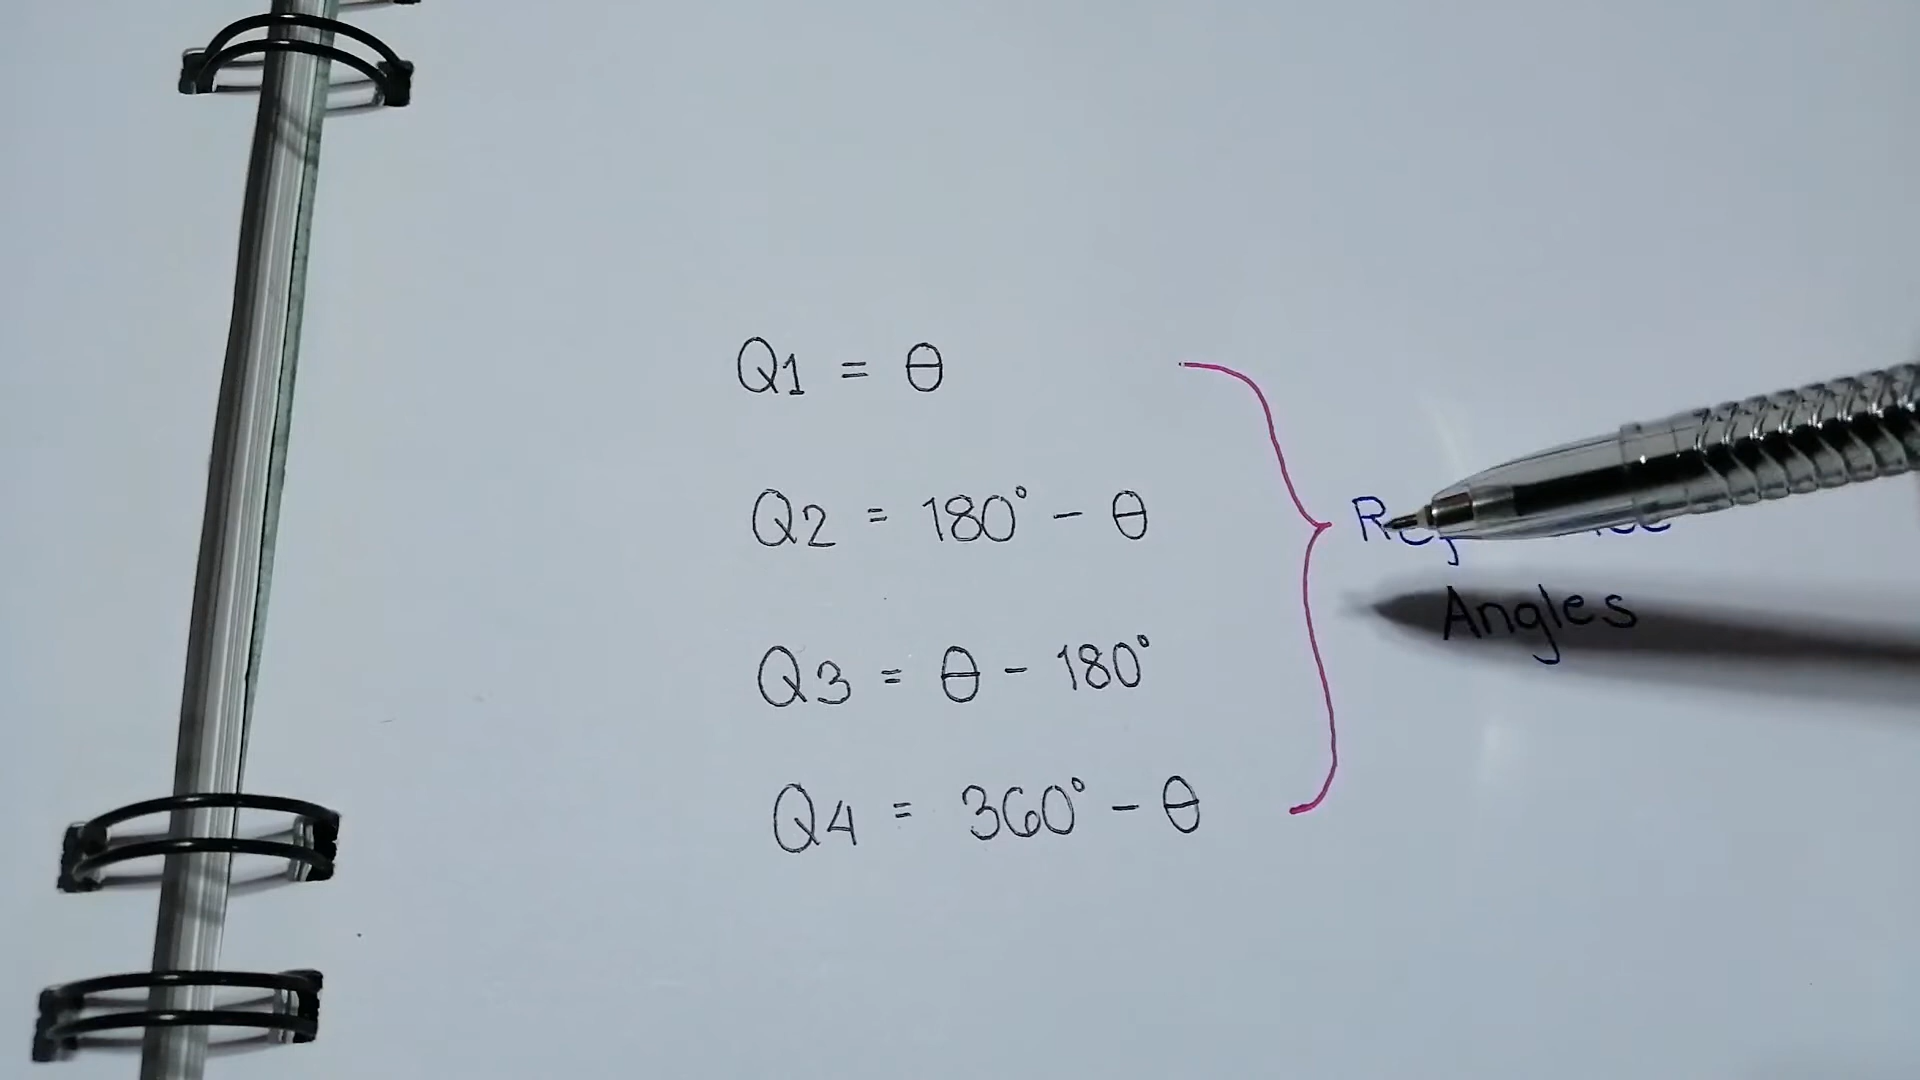 Q1 = θ
Q2 = 180° - θ
Q3 = θ - 180°
Q4 = 360° - θ
Angles